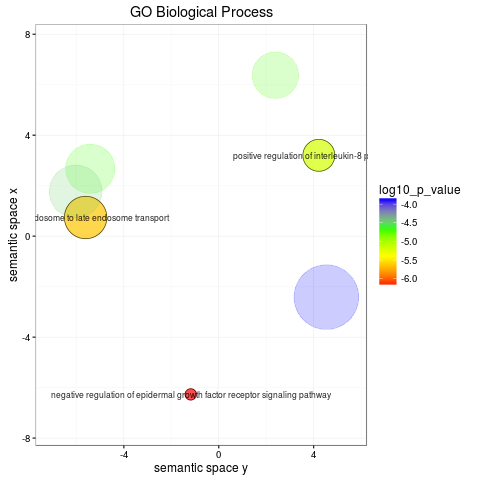 GO Biological Process
8
4
0
-4
-8
semantic space x
positive regulation of interleukin-8 p
dosome to late endosome transport
negative regulation of epidermal growth factor receptor signaling pathway
-4
0
4
semantic space y
log10_p_value
-4.0
-4.5
-5.0
-5.5
-6.0